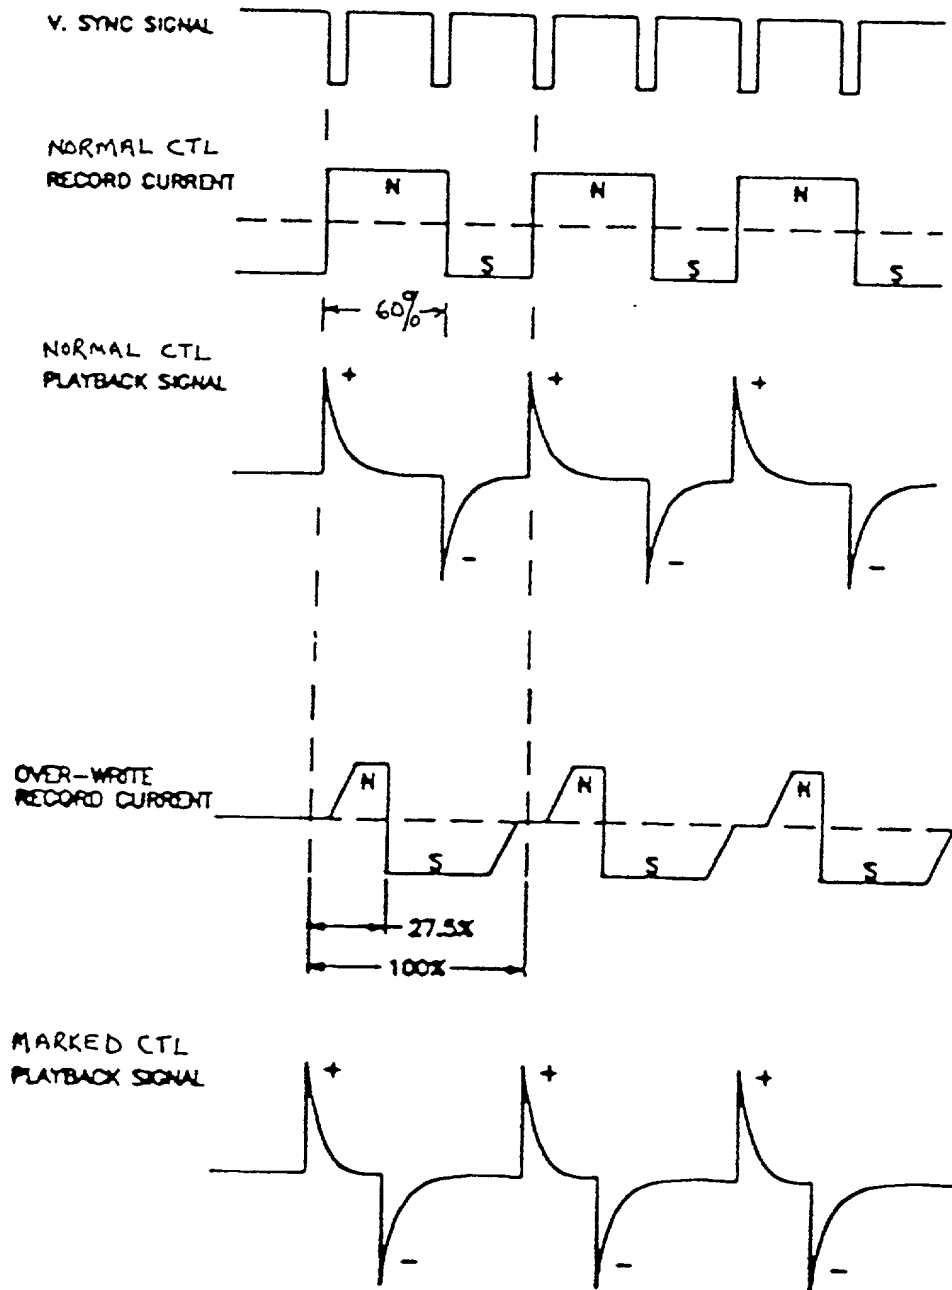 V. SYNC SIGNAL
NORMAL CTL
RECORD CURRENT
N
N
N
S
S
S
60%
NORMAL CTL
PLAYBACK SIGNAL
+
+
+
-
-
-
OVER-WRITE
RECORD CURRENT
N
N
N
S
S
S
27.5%
100%
MARKED CTL
PLAYBACK SIGNAL
+
+
+
-
-
-